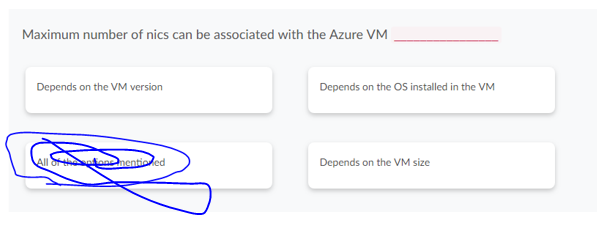 Maximum number of nics can be associated with the Azure VM
Depends on the VM version
Depends on the OS installed in the VM
All of the options mentioned
Depends on the VM size